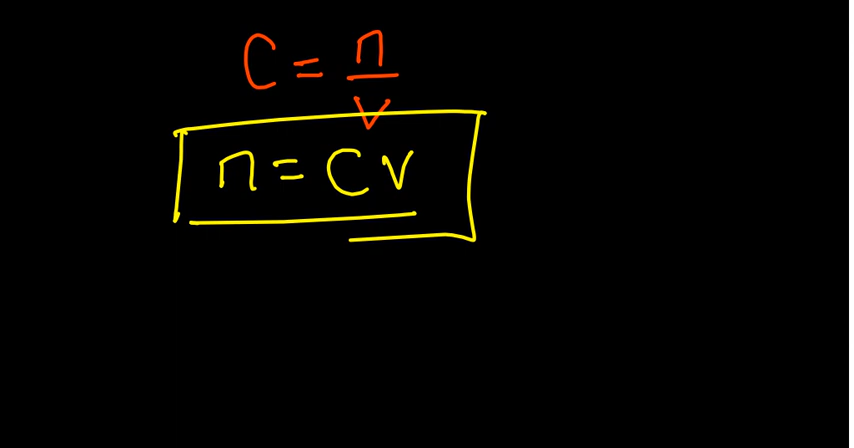 C = n/V
n = CV